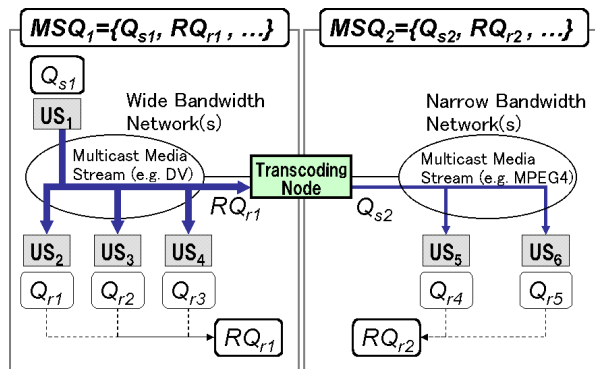 MSQ1={Qs1, RQr1, ...}
MSQ2={Qs2, RQr2, ...}
Qs1
US1
Wide Bandwidth
Network(s)
Narrow Bandwidth
Network(s)
Multicast Media
Stream (e.g. DV)
Transcoding
Node
Multicast Media
Stream (e.g. MPEG4)
RQr1
Qs2
US2
US3
US4
US5
US6
Qr1
Qr2
Qr3
Qr4
Qr5
RQr1
RQr2